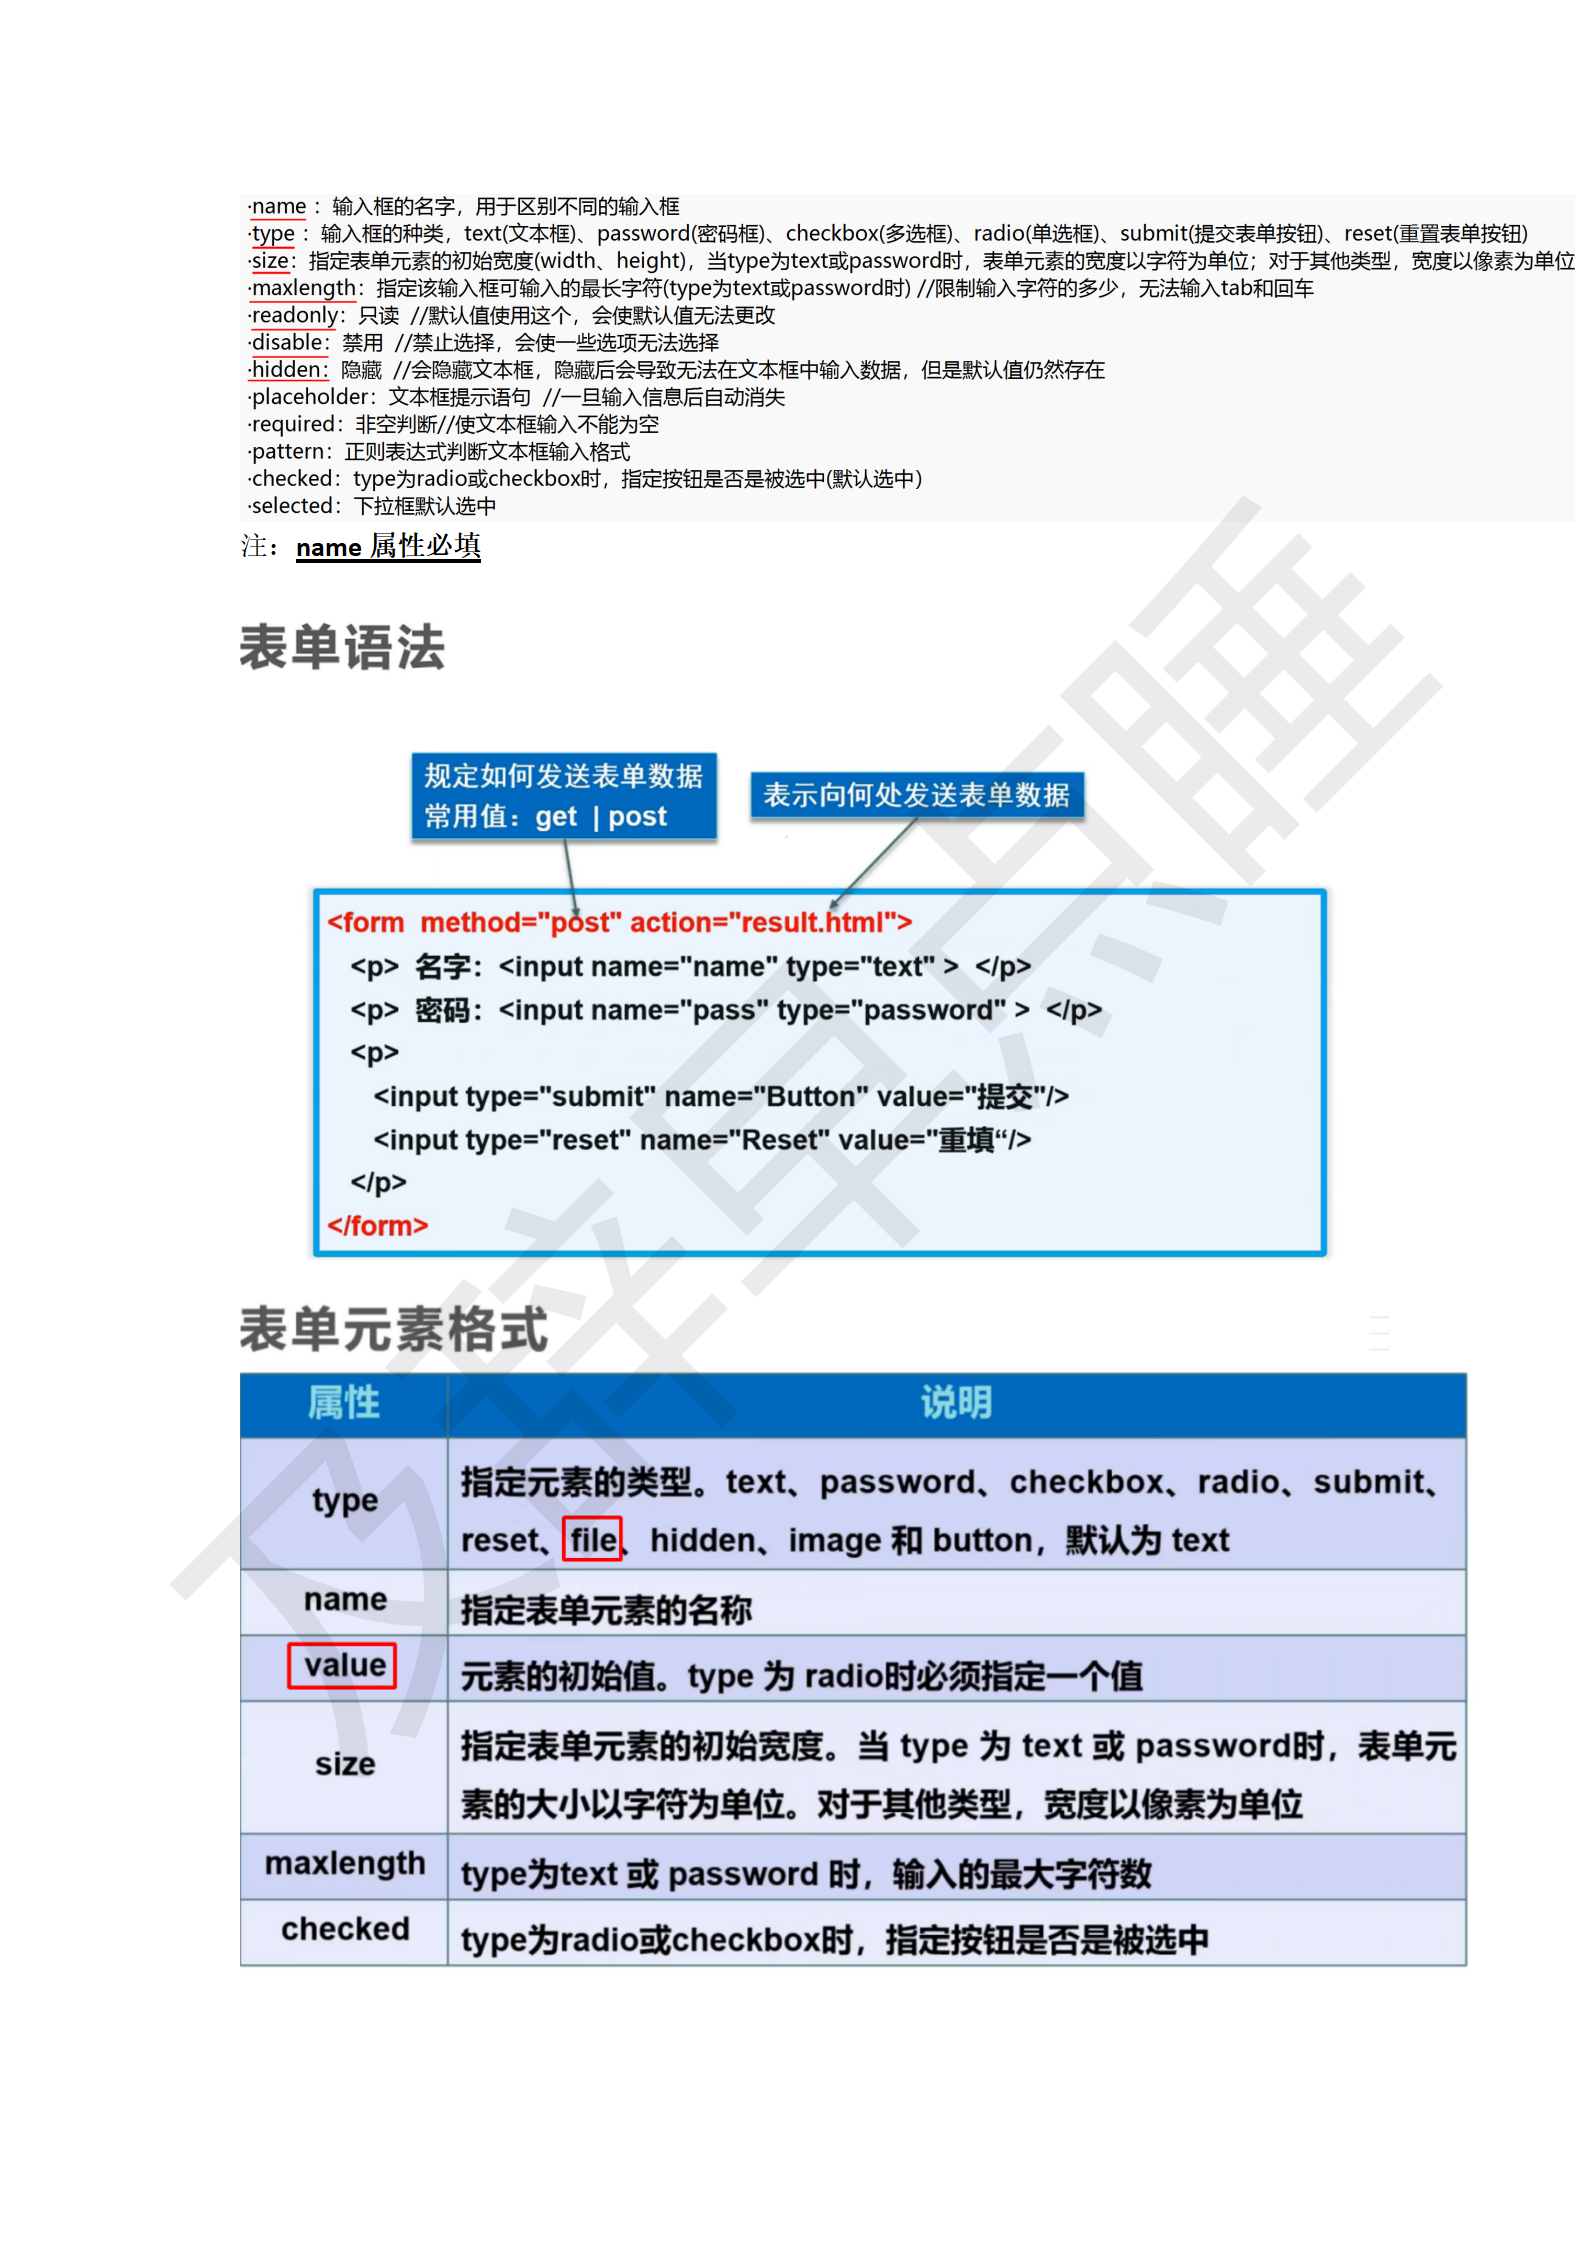 ·name ：输入框的名字，用于区别不同的输入框
·type ：输入框的种类，text(文本框)、password(密码框)、checkbox(多选框)、radio(单选框)、submit(提交表单按钮)、reset(重置表单按钮)
·size：指定表单元素的初始宽度(width、height)，当type为text或password时，表单元素的宽度以字符为单位；对于其他类型，宽度以像素为单位
·maxlength：指定该输入框可输入的最长字符(type为text或password时) //限制输入字符的多少，无法输入tab和回车
·readonly：只读 //默认值使用这个，会使默认值无法更改
·disable：禁用 //禁止选择，会使一些选项无法选择
·hidden：隐藏 //会隐藏文本框，隐藏后会导致无法在文本框中输入数据，但是默认值仍然存在
·placeholder：文本框提示语句 //一旦输入信息后自动消失
·required：非空判断//使文本框输入不能为空
·pattern：正则表达式判断文本框输入格式
·checked：type为radio或checkbox时，指定按钮是否是被选中(默认选中)
·selected：下拉框默认选中
注：name 属性必填
表单语法
规定如何发送表单数据
常用值：get | post
表示向何处发送表单数据
<form method="post" action="result.html">
<p> 名字：<input name="name" type="text" > </p>
<p> 密码：<input name="pass" type="password" > </p>
<p>
<input type="submit" name="Button" value="提交"/>
<input type="reset" name="Reset" value="重填“/>
</p>
</form>
表单元素格式
属性 说明
type 指定元素的类型。text、password、checkbox、radio、submit、
reset、file、hidden、image 和 button，默认为 text
name 指定表单元素的名称
value 元素的初始值。type 为 radio时必须指定一个值
size 指定表单元素的初始宽度。当 type 为 text 或 password时，表单元
素的大小以字符为单位。对于其他类型，宽度以像素为单位
maxlength type为text 或 password 时，输入的最大字符数
checked type为radio或checkbox时，指定按钮是否是被选中
及辞早点睡